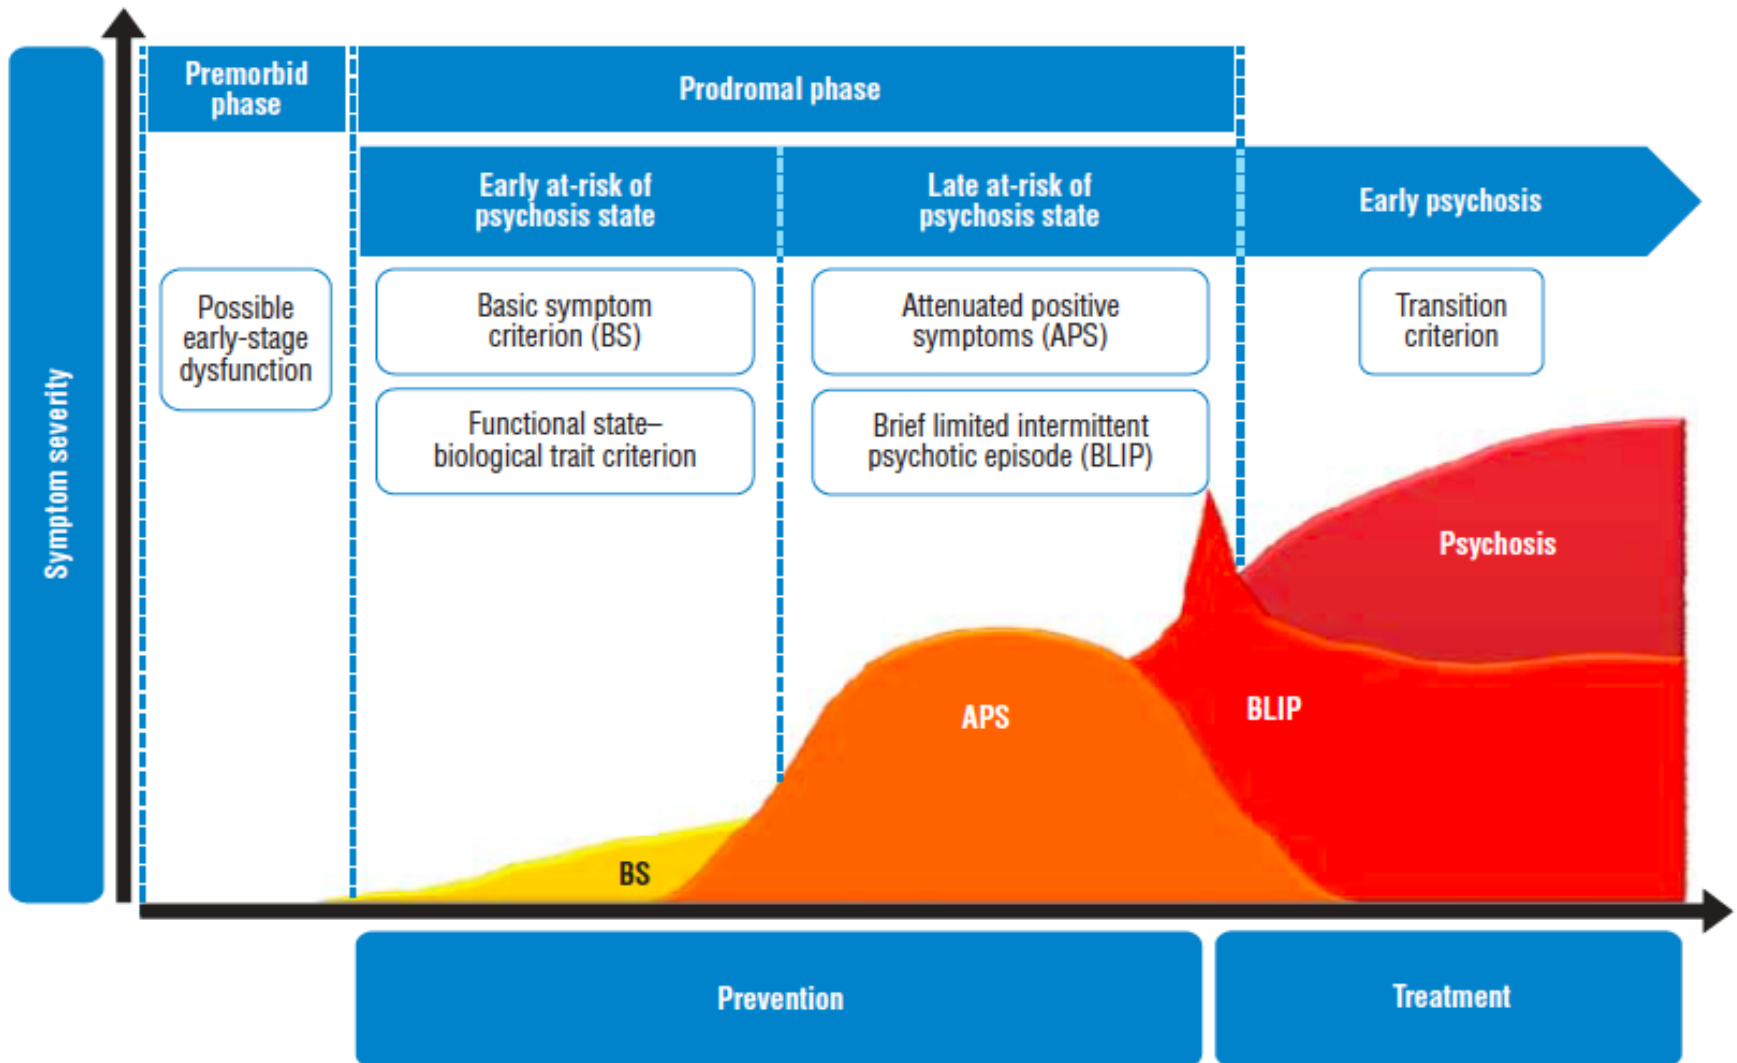 Symptom severity
Premorbid
phase
Prodromal phase
Early at-risk of
psychosis state
Late at-risk of
psychosis state
Early psychosis
Possible
early-stage
dysfunction
Basic symptom
criterion (BS)
Functional state–
biological trait criterion
Attenuated positive
symptoms (APS)
Brief limited intermittent
psychotic episode (BLIP)
Transition
criterion
Psychosis
APS
BLIP
BS
Prevention
Treatment